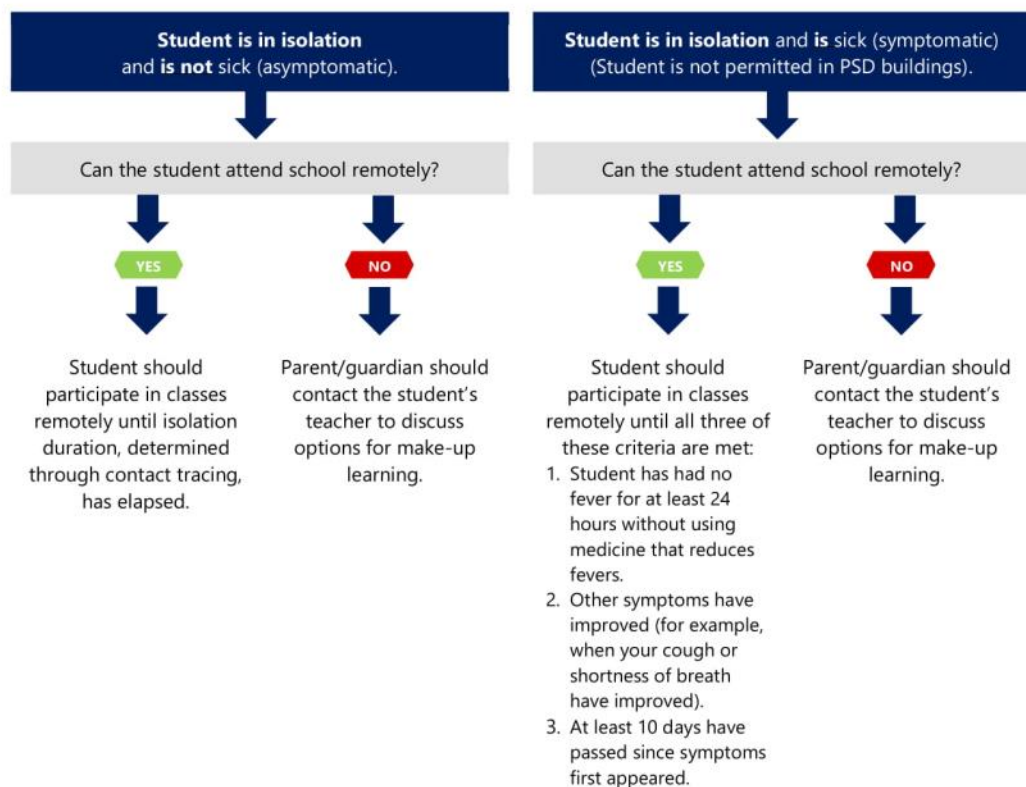 Student is in isolation
and is not sick (asymptomatic).
Can the student attend school remotely?
YES
NO
Student should
participate in classes
remotely until isolation
duration, determined
through contact tracing,
has elapsed.
Parent/guardian should
contact the student's
teacher to discuss
options for make-up
learning.
Student is in isolation and is sick (symptomatic)
(Student is not permitted in PSD buildings).
Can the student attend school remotely?
YES
NO
Student should
participate in classes
remotely until all three of
these criteria are met:
1. Student has had no
fever for at least 24
hours without using
medicine that reduces
fevers.
2. Other symptoms have
improved (for example,
when your cough or
shortness of breath
have improved).
3. At least 10 days have
passed since symptoms
first appeared.
Parent/guardian should
contact the student's
teacher to discuss
options for make-up
learning.